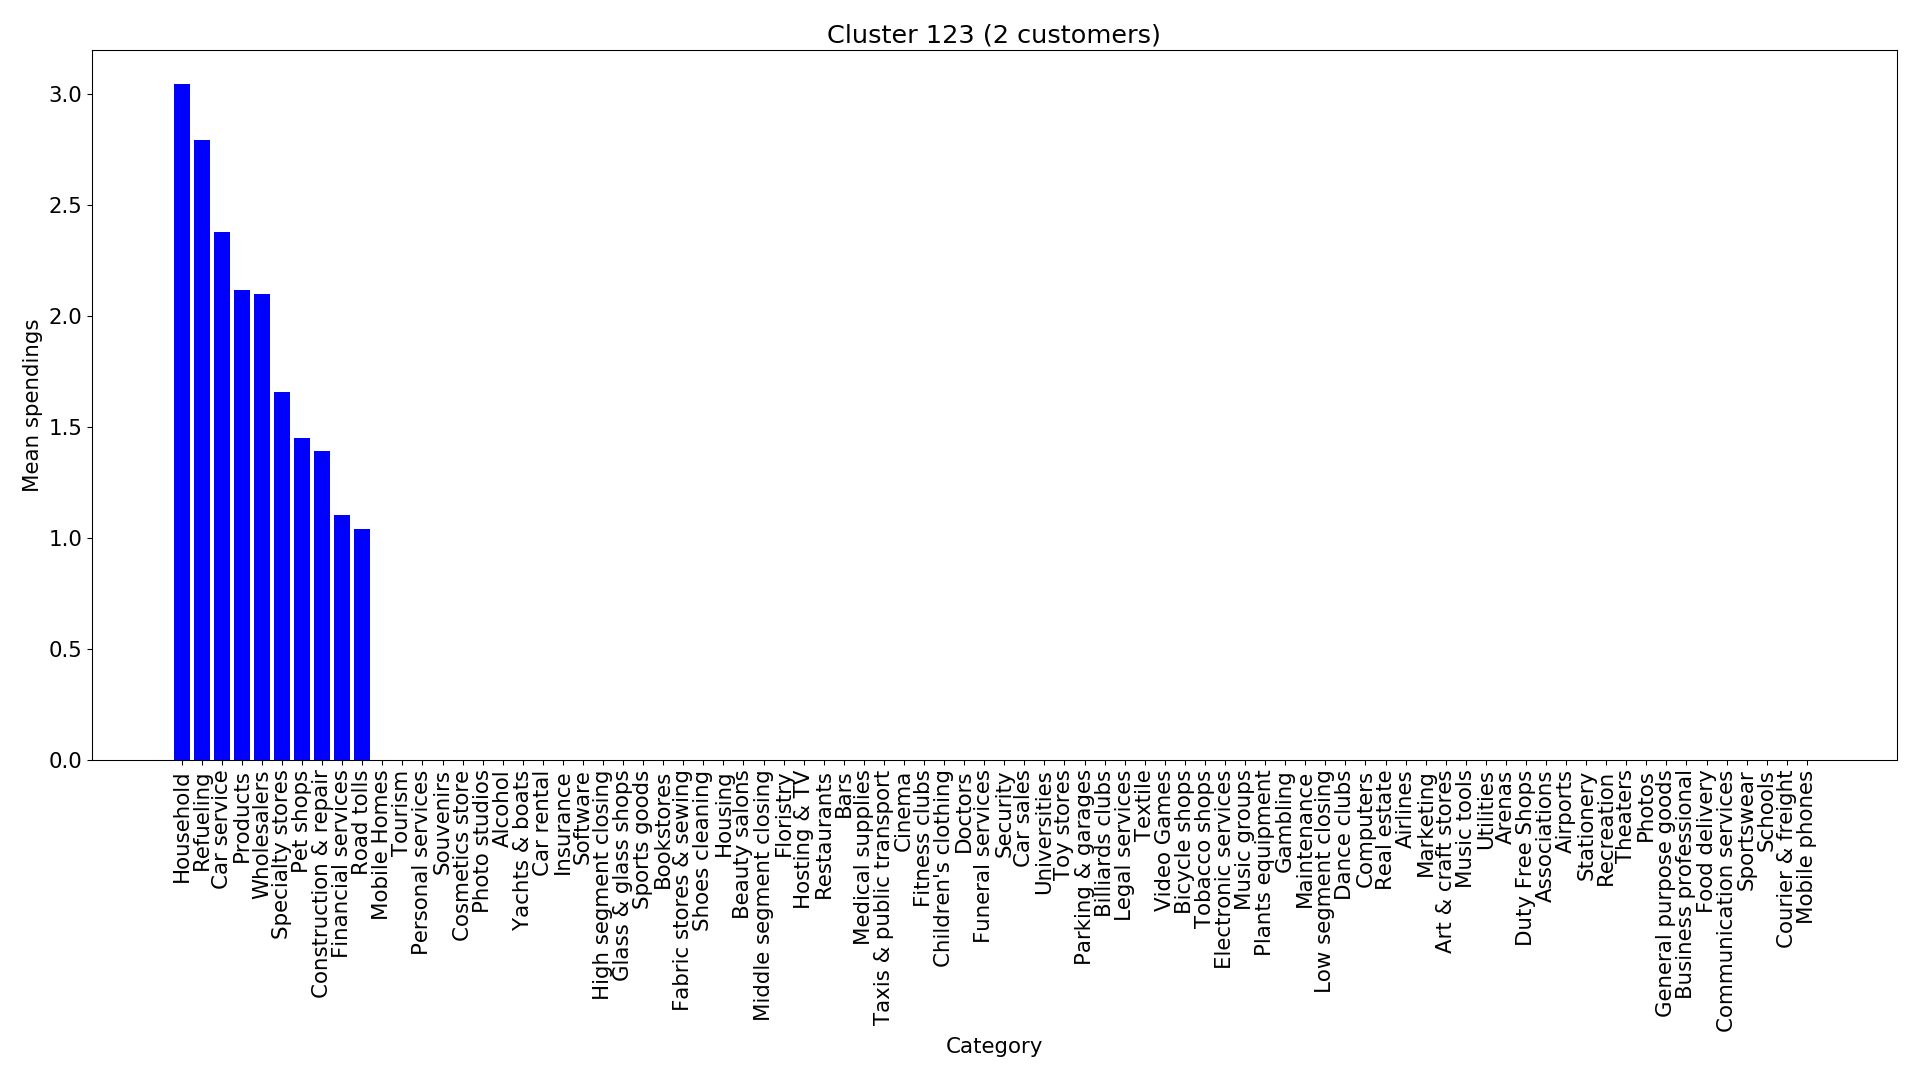 Cluster 123 (2 customers)
Mean spendings
3.0
2.5
2.0
1.5
1.0
0.5
0.0
Household
Refueling
Car service
Products
Wholesalers
Specialty stores
Pet shops
Construction & repair
Financial services
Road tolls
Mobile Homes
Tourism
Personal services
Souvenirs
Cosmetics store
Photo studios
Alcohol
Yachts & boats
Car rental
Insurance
Software
High segment closing
Glass & glass shops
Sports goods
Bookstores
Fabric stores & sewing
Shoes cleaning
Housing
Beauty salons
Middle segment closing
Floristry
Hosting & TV
Restaurants
Bars
Medical supplies
Taxis & public transport
Cinema
Fitness clubs
Children's clothing
Doctors
Funeral services
Security
Car sales
Universities
Toy stores
Parking & garages
Billiards clubs
Legal services
Textile
Video Games
Bicycle shops
Tobacco shops
Electronic services
Music groups
Plants equipment
Gambling
Maintenance
Low segment closing
Dance clubs
Computers
Real estate
Airlines
Marketing
Art & craft stores
Music tools
Utilities
Arenas
Duty Free Shops
Associations
Airports
Stationery
Recreation
Theaters
Photos
General purpose goods
Business professional
Food delivery
Communication services
Sportswear
Schools
Courier & freight
Mobile phones
Category